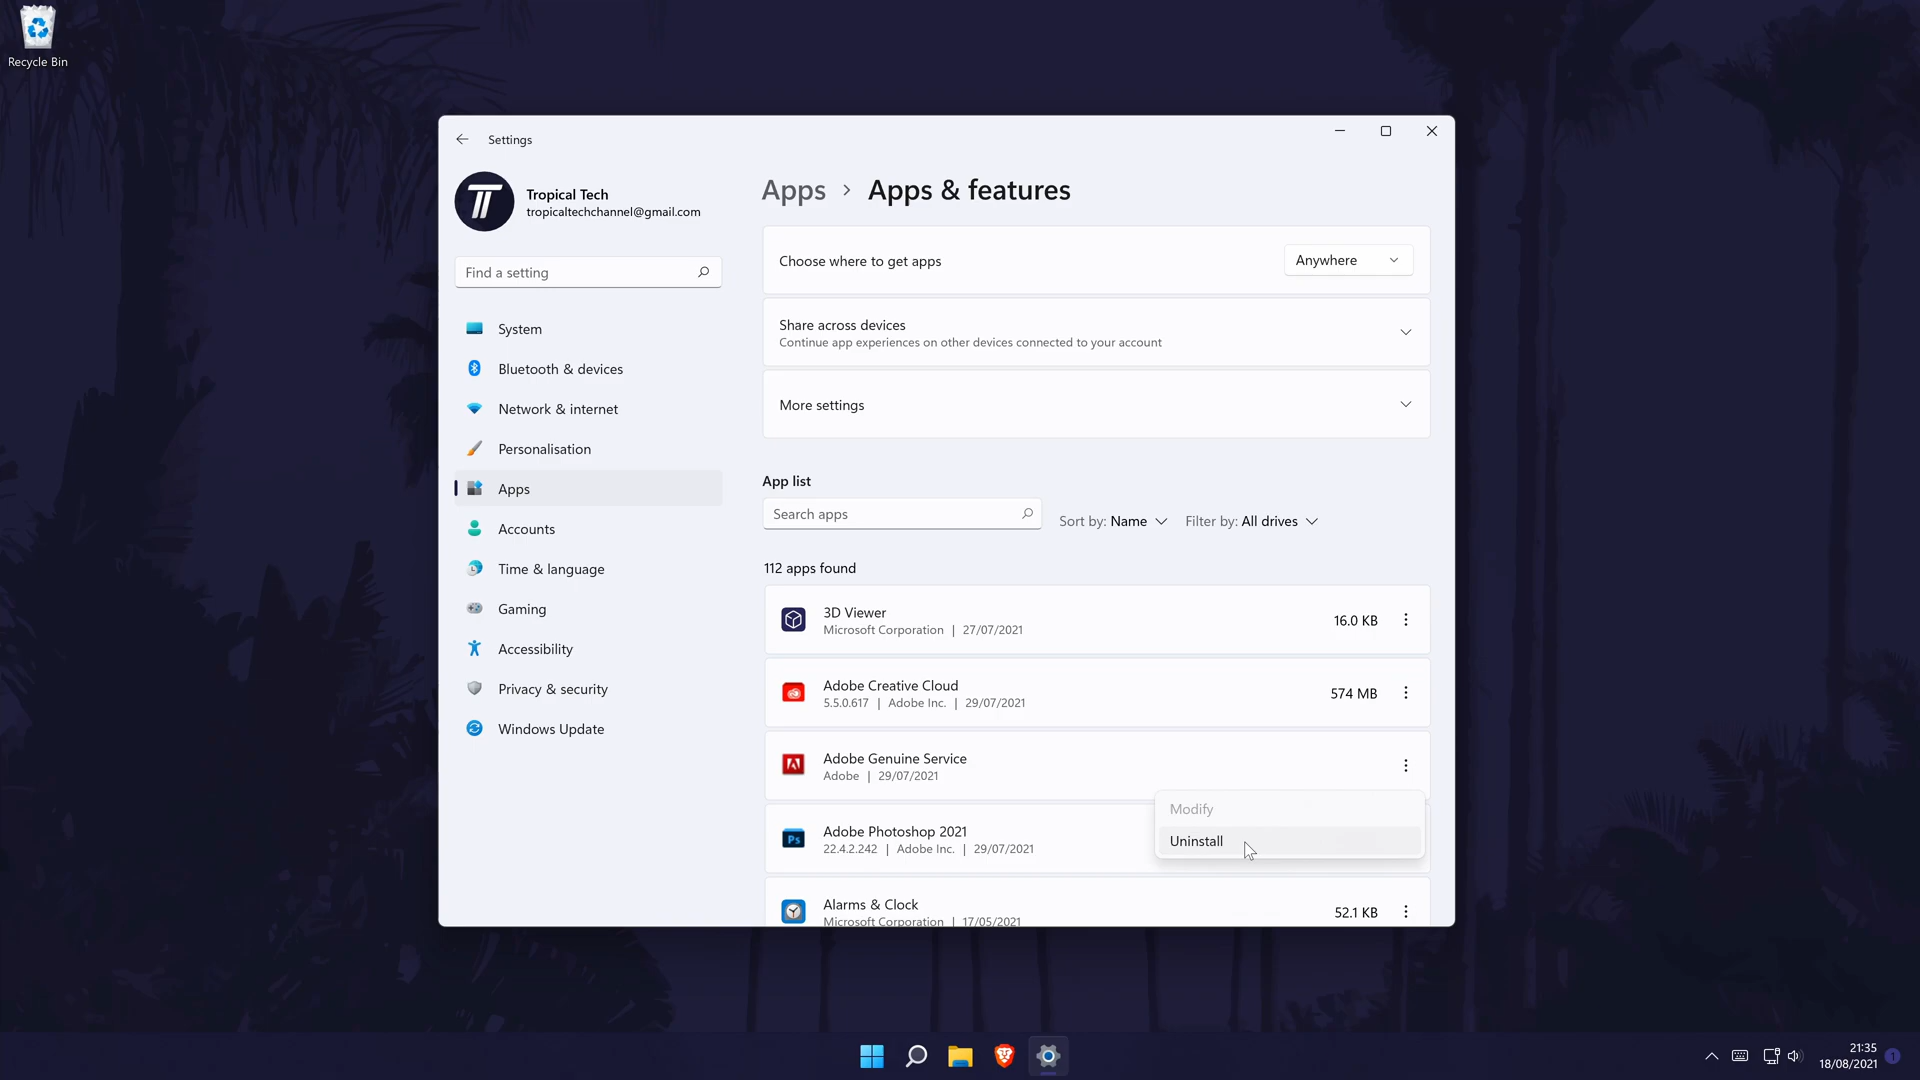 Recycle Bin
Settings
Tropical Tech
tropicaltechchannel@gmail.com
Find a setting
System
Bluetooth & devices
Network & internet
Personalisation
Apps
Accounts
Time & language
Gaming
Accessibility
Privacy & security
Windows Update
Apps > Apps & features
Choose where to get apps
Anywhere
Share across devices
Continue app experiences on other devices connected to your account
More settings
App list
Search apps
Sort by: Name
Filter by: All drives
112 apps found
3D Viewer
Microsoft Corporation | 27/07/2021
16.0 KB
Adobe Creative Cloud
5.5.0.617 | Adobe Inc. | 29/07/2021
574 MB
Adobe Genuine Service
Adobe | 29/07/2021
Modify
Uninstall
Adobe Photoshop 2021
22.4.2.242 | Adobe Inc. | 29/07/2021
Ps
Alarms & Clock
Microsoft Corporation | 17/05/2021
52.1 KB
21:35
18/08/2021
1